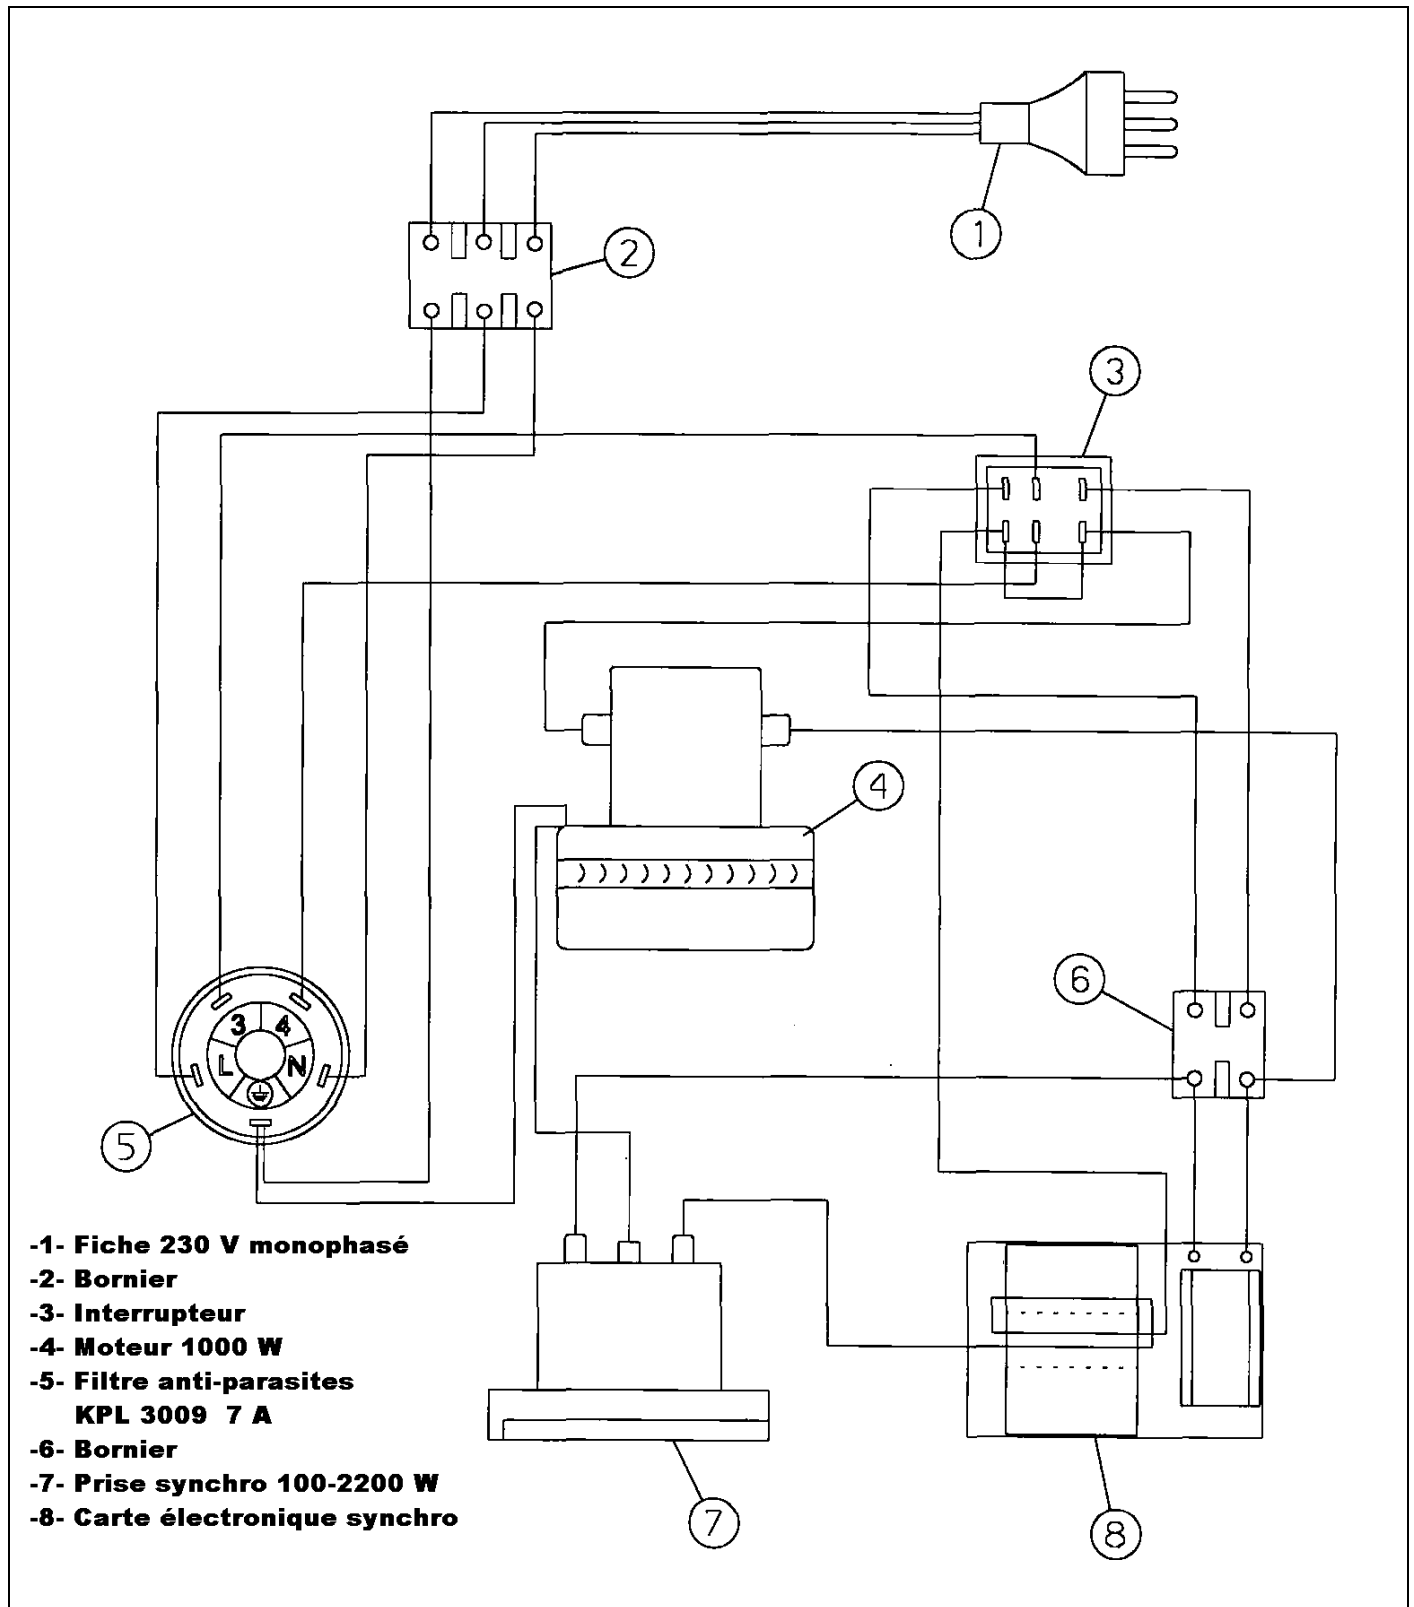 1
2
3
4
3 4
L N
6
5
-1- Fiche 230 V monophasé
-2- Bornier
-3- Interrupteur
-4- Moteur 1000 W
-5- Filtre anti-parasites
KPL 3009 7 A
-6- Bornier
-7- Prise synchro 100-2200 W
-8- Carte électronique synchro
7
8